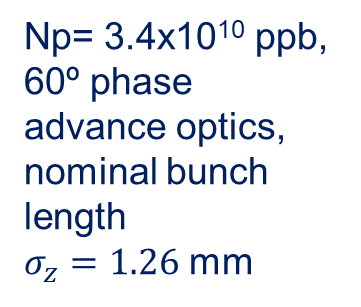 Np= 3.4x10¹⁰ ppb,
60º phase
advance optics,
nominal bunch
length
𝜎𝑧 = 1.26 mm